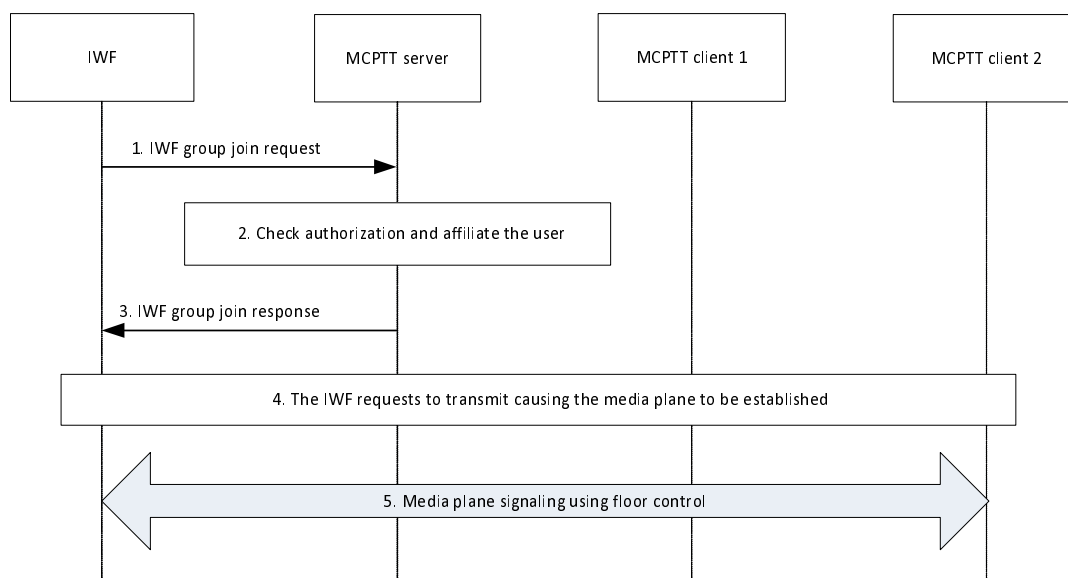 IWF
MCPTT server
MCPTT client 1
MCPTT client 2
1. IWF group join request
2. Check authorization and affiliate the user
3. IWF group join response
4. The IWF requests to transmit causing the media plane to be established
5. Media plane signaling using floor control